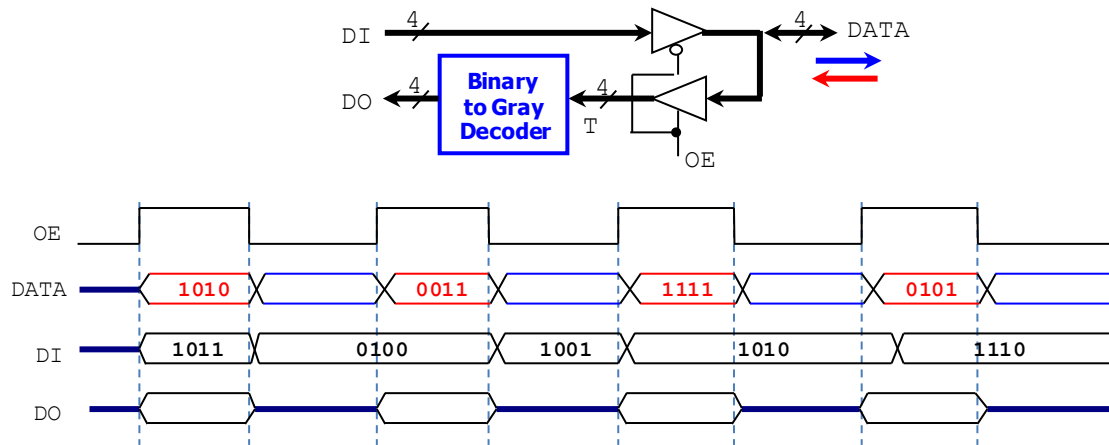 DI
4
4
DATA
DO
4
Binary
to Gray
Decoder
4
T
OE
OE
DATA
1010
0011
1111
0101
DI
1011
0100
1001
1010
1110
DO